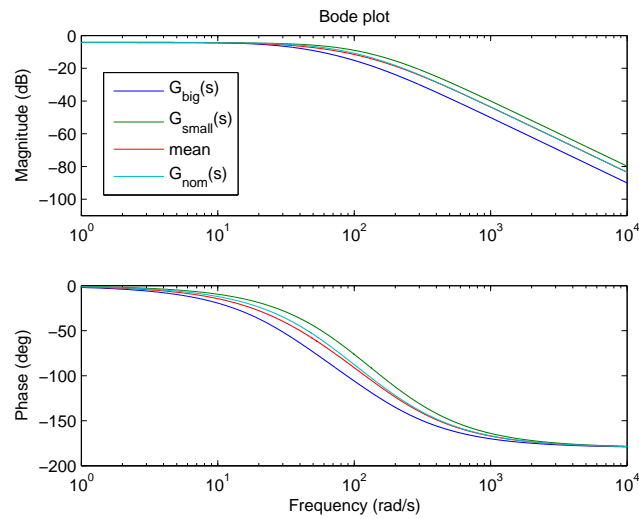 Bode plot
0
−20
−40
−60
−80
−100
Magnitude (dB)
G_big(s)
G_small(s)
mean
G_nom(s)
10^0 10^1 10^2 10^3 10^4
0
−50
−100
−150
−200
Phase (deg)
10^0 10^1 10^2 10^3 10^4
Frequency (rad/s)